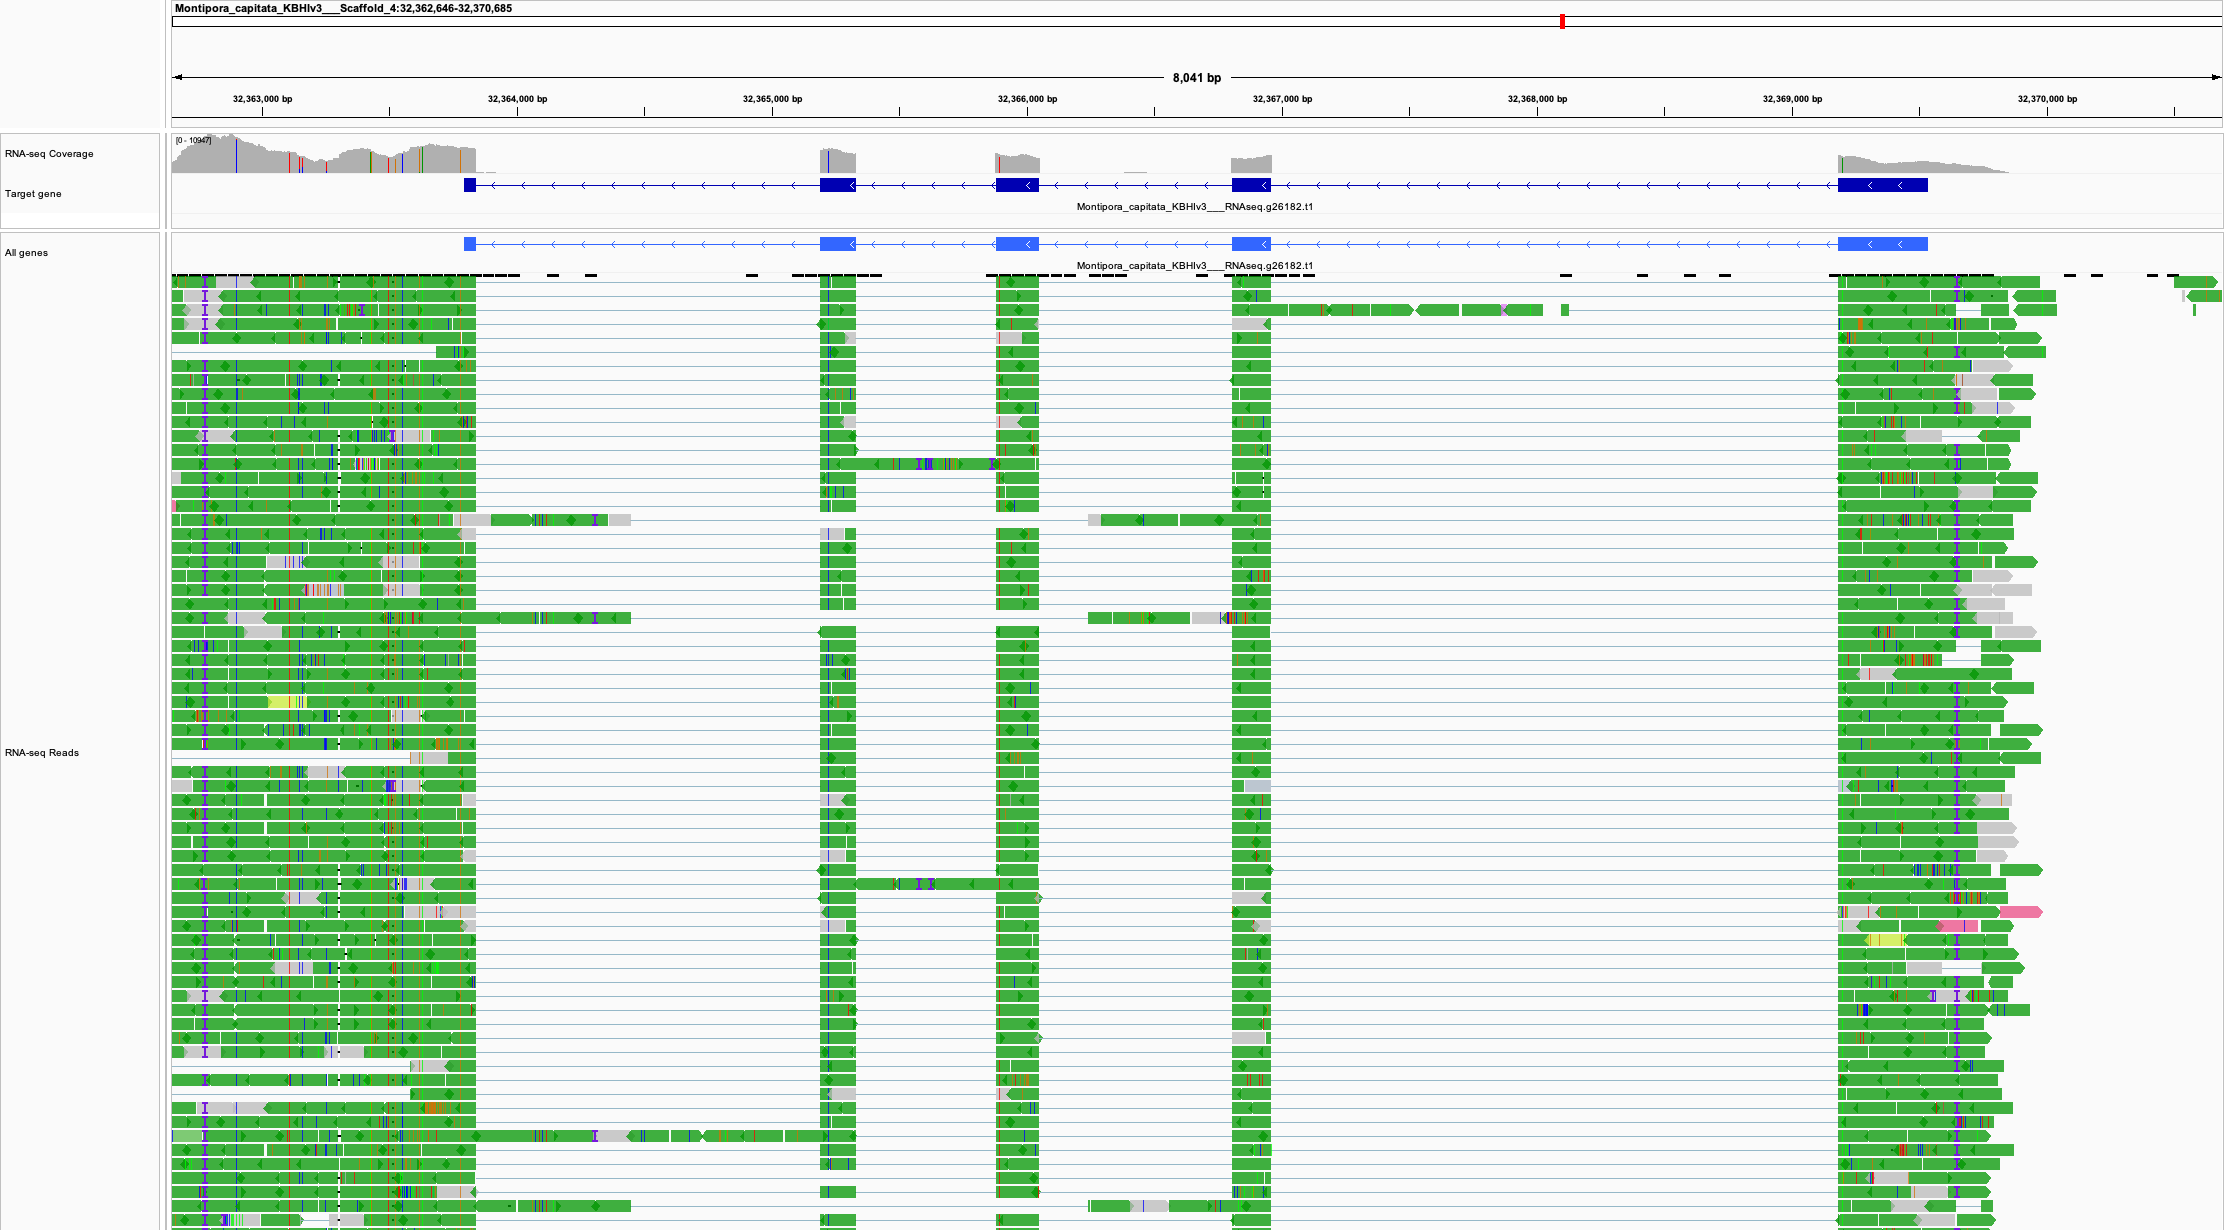 Montipora_capitata_KBHIv3___Scaffold_4:32,362,646-32,370,685
8,041 bp
32,363,000 bp 32,364,000 bp 32,365,000 bp 32,366,000 bp 32,367,000 bp 32,368,000 bp 32,369,000 bp 32,370,000 bp
[0 - 10947]
RNA-seq Coverage
Target gene
Montipora_capitata_KBHIv3___RNAseq.g26182.t1
All genes
Montipora_capitata_KBHIv3___RNAseq.g26182.t1
RNA-seq Reads